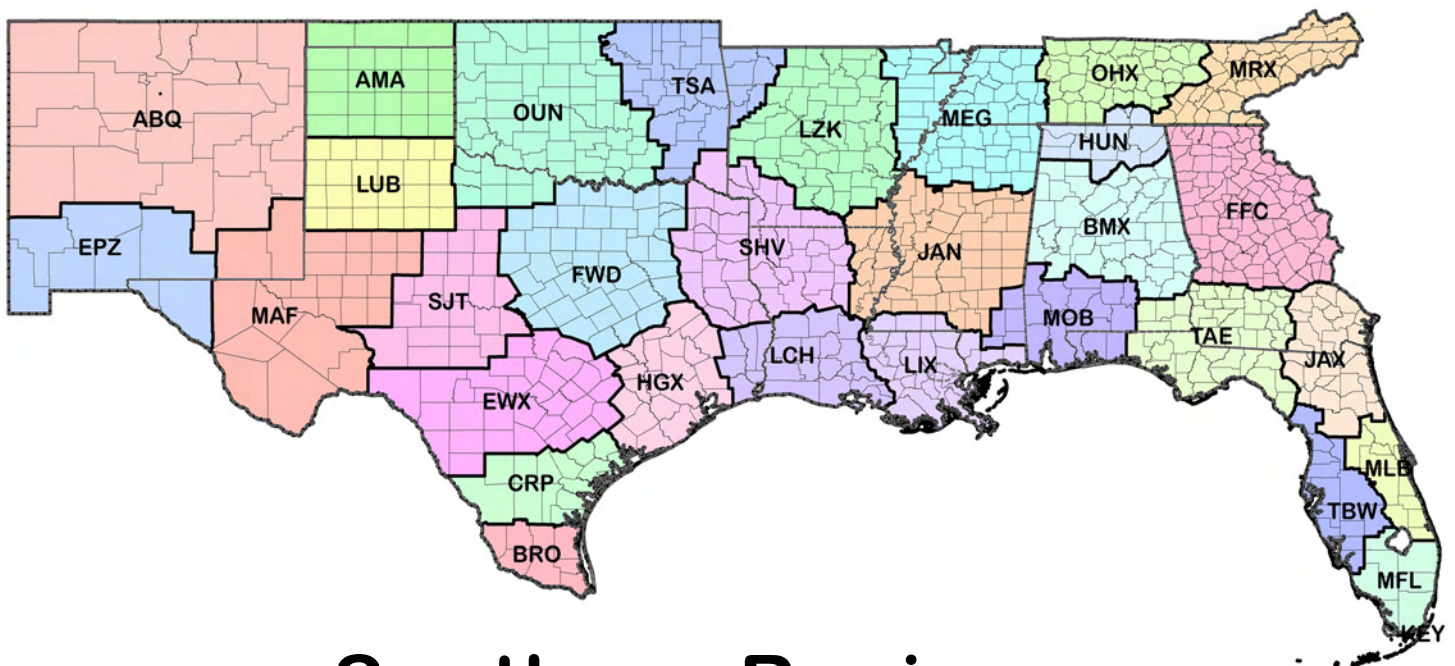 ABQ
AMA
OUN
TSA
LZK
MEG
OHX
MRX
LUB
HUN
EPZ
MAF
SJT
FWD
SHV
JAN
BMX
FFC
EWX
HGX
LCH
LIX
MOB
TAE
JAX
CRP
BRO
MLB
TBW
MFL
KEY